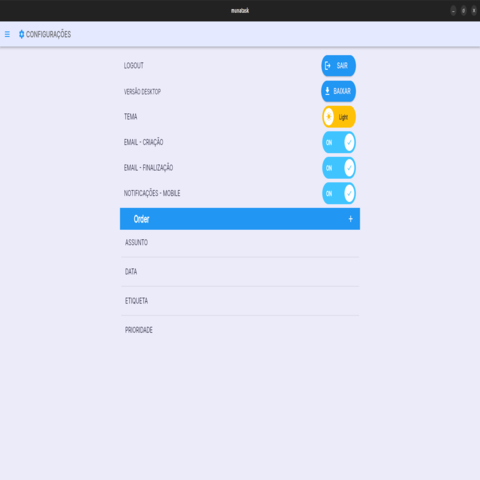 munatask
CONFIGURAÇÕES
LOGOUT
SAIR
VERSÃO DESKTOP
BAIXAR
TEMA
Light
EMAIL - CRIAÇÃO
ON
EMAIL - FINALIZAÇÃO
ON
NOTIFICAÇÕES - MOBILE
ON
Order
+
ASSUNTO
DATA
ETIQUETA
PRIORIDADE